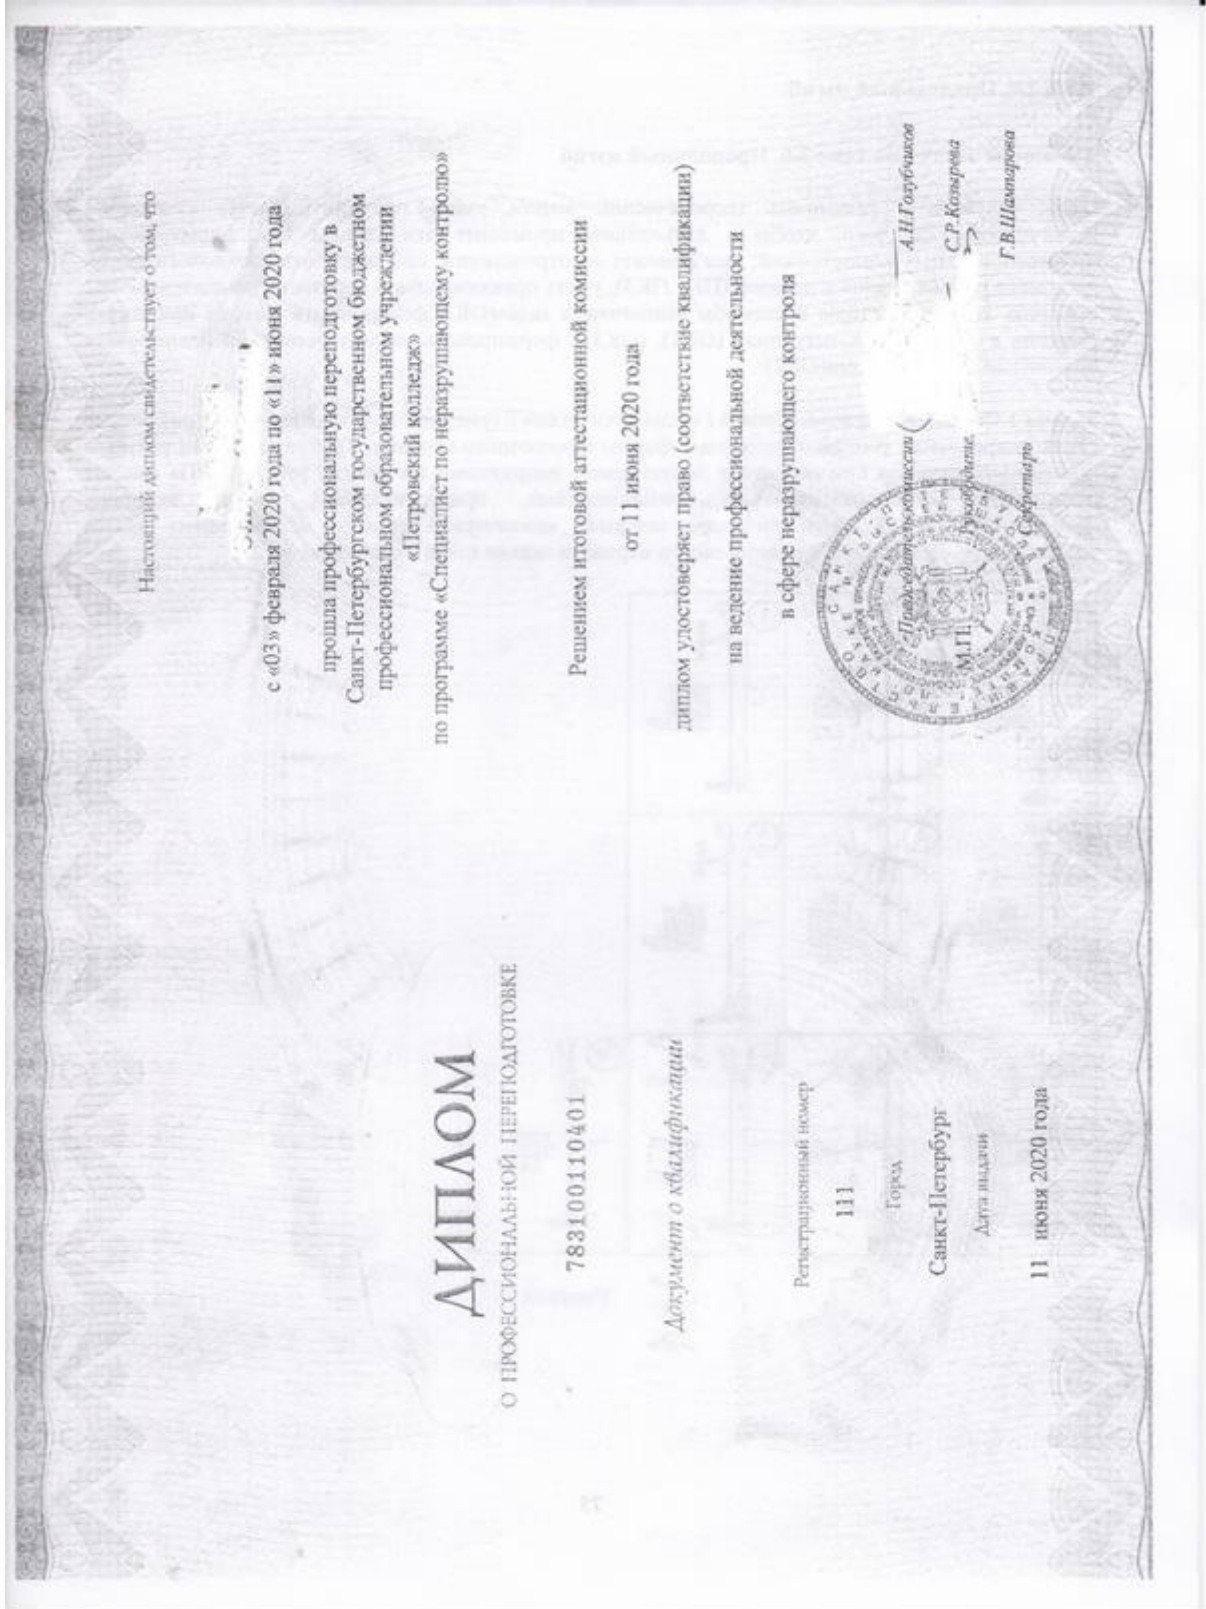 ДИПЛОМ
О ПРОФЕССИОНАЛЬНОЙ ПЕРЕПОДГОТОВКЕ
783100110401
Документ о квалификации
Регистрационный номер
111
Город
Санкт-Петербург
Дата выдачи
11 июня 2020 года
Настоящий диплом свидетельствует о том, что
с «03» февраля 2020 года по «11» июня 2020 года
прошла профессиональную переподготовку в
Санкт-Петербургском государственном бюджетном
профессиональном образовательном учреждении
«Петровский колледж»
по программе «Специалист по неразрушающему контролю»
Решением итоговой аттестационной комиссии
от 11 июня 2020 года
диплом удостоверяет право (соответствие квалификации)
на ведение профессиональной деятельности
в сфере неразрушающего контроля
Председатель комиссии А.Н.Голубчиков
М.П. Руководитель С.Р.Козырева
Секретарь Г.В.Шампарова